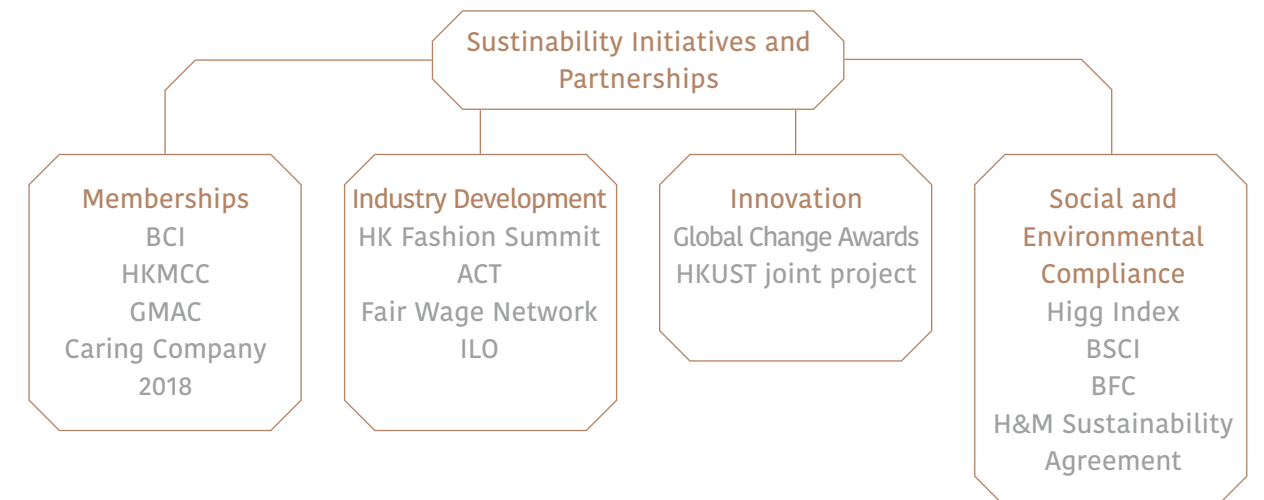 Sustinability Initiatives and
Partnerships
Memberships
BCI
HKMCC
GMAC
Caring Company
2018
Industry Development
HK Fashion Summit
ACT
Fair Wage Network
ILO
Innovation
Global Change Awards
HKUST joint project
Social and
Environmental
Compliance
Higg Index
BSCI
BFC
H&M Sustainability
Agreement